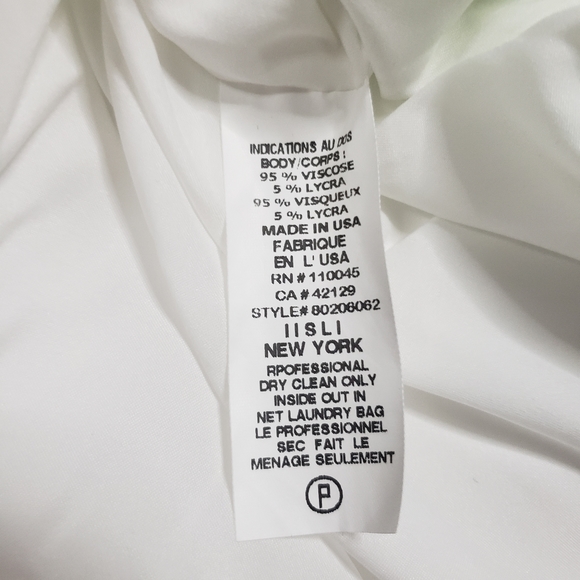 INDICATIONS AU DOS
BODY/CORPS :
95 % VISCOSE
5 % LYCRA
95 % VISQUEUX
5 % LYCRA
MADE IN USA
FABRIQUE
EN L' USA
RN # 110045
CA # 42129
STYLE# 80206062
IISLI
NEW YORK
RPOFESSIONAL
DRY CLEAN ONLY
INSIDE OUT IN
NET LAUNDRY BAG
LE PROFESSIONNEL
SEC FAIT LE
MENAGE SEULEMENT
P